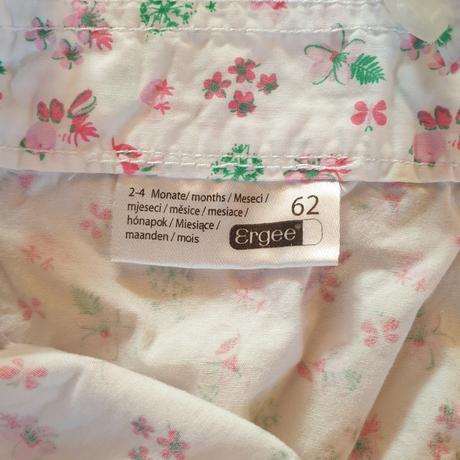 2-4 Monate/ months / Meseci /
mjeseci / měsíce / mesiace /
hónapok / Miesiące /
maanden / mois
62
ergee®